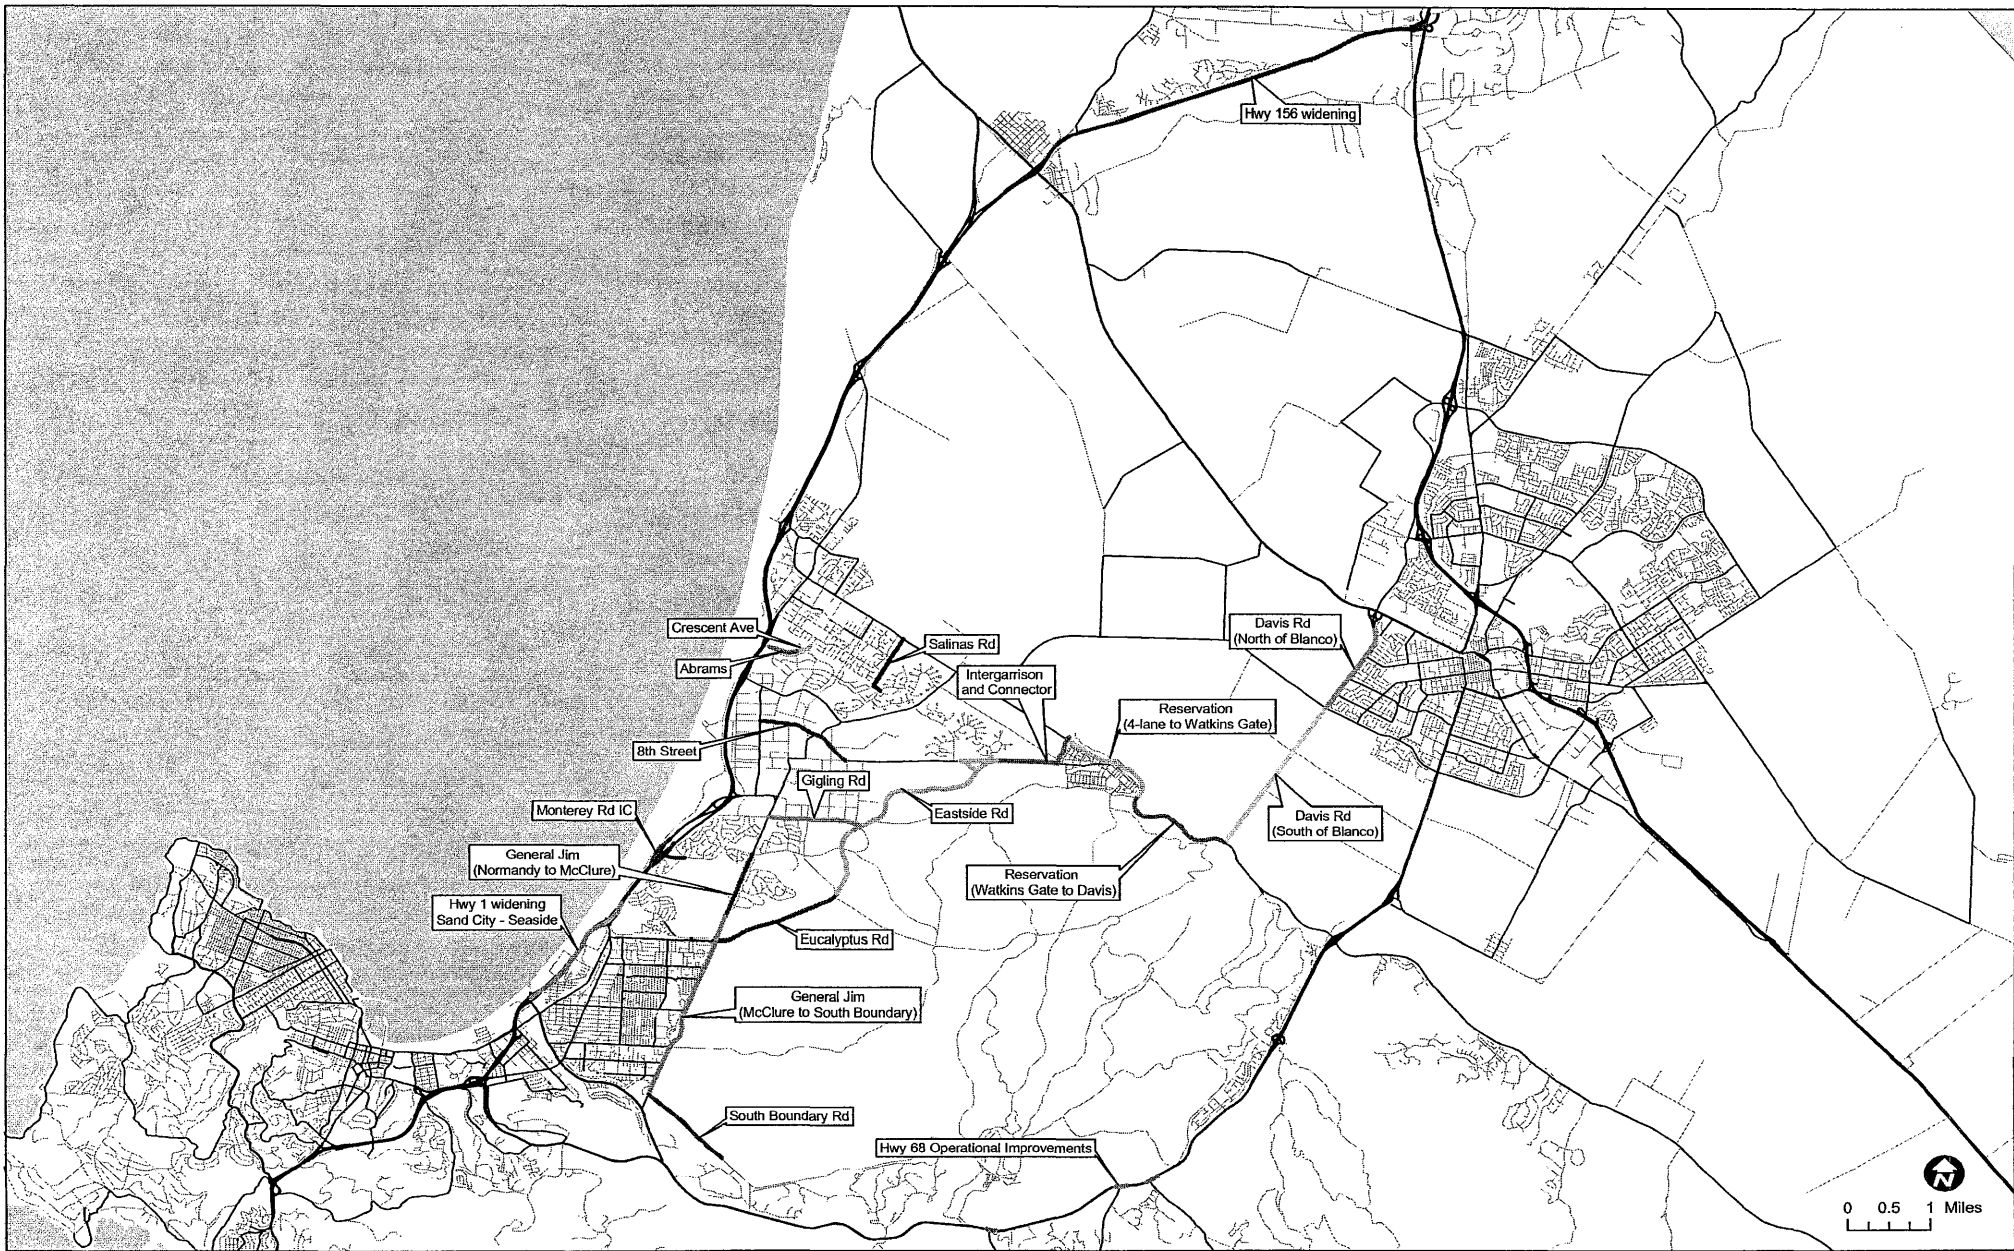 Hwy 156 widening
Crescent Ave
Abrams
Salinas Rd
Davis Rd
(North of Blanco)
Intergarrison
and Connector
Reservation
(4-lane to Watkins Gate)
8th Street
Gigling Rd
Monterey Rd IC
Eastside Rd
Davis Rd
(South of Blanco)
General Jim
(Normandy to McClure)
Reservation
(Watkins Gate to Davis)
Hwy 1 widening
Sand City - Seaside
Eucalyptus Rd
General Jim
(McClure to South Boundary)
South Boundary Rd
Hwy 68 Operational Improvements
N
0 0.5 1 Miles